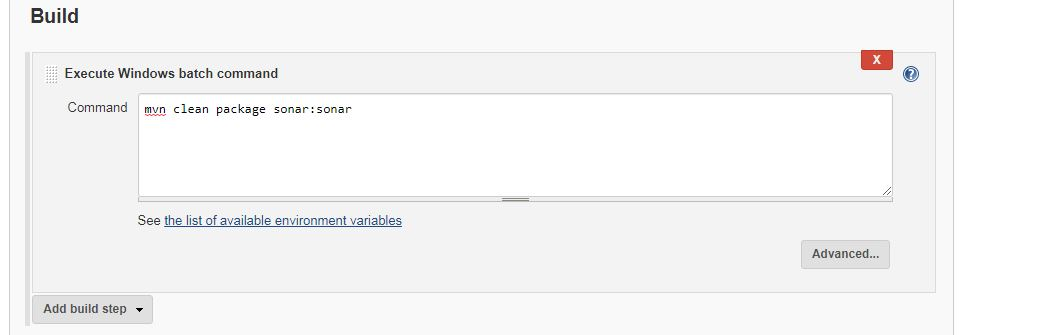 Build
X
Execute Windows batch command
?
Command
mvn clean package sonar:sonar
See the list of available environment variables
Advanced...
Add build step